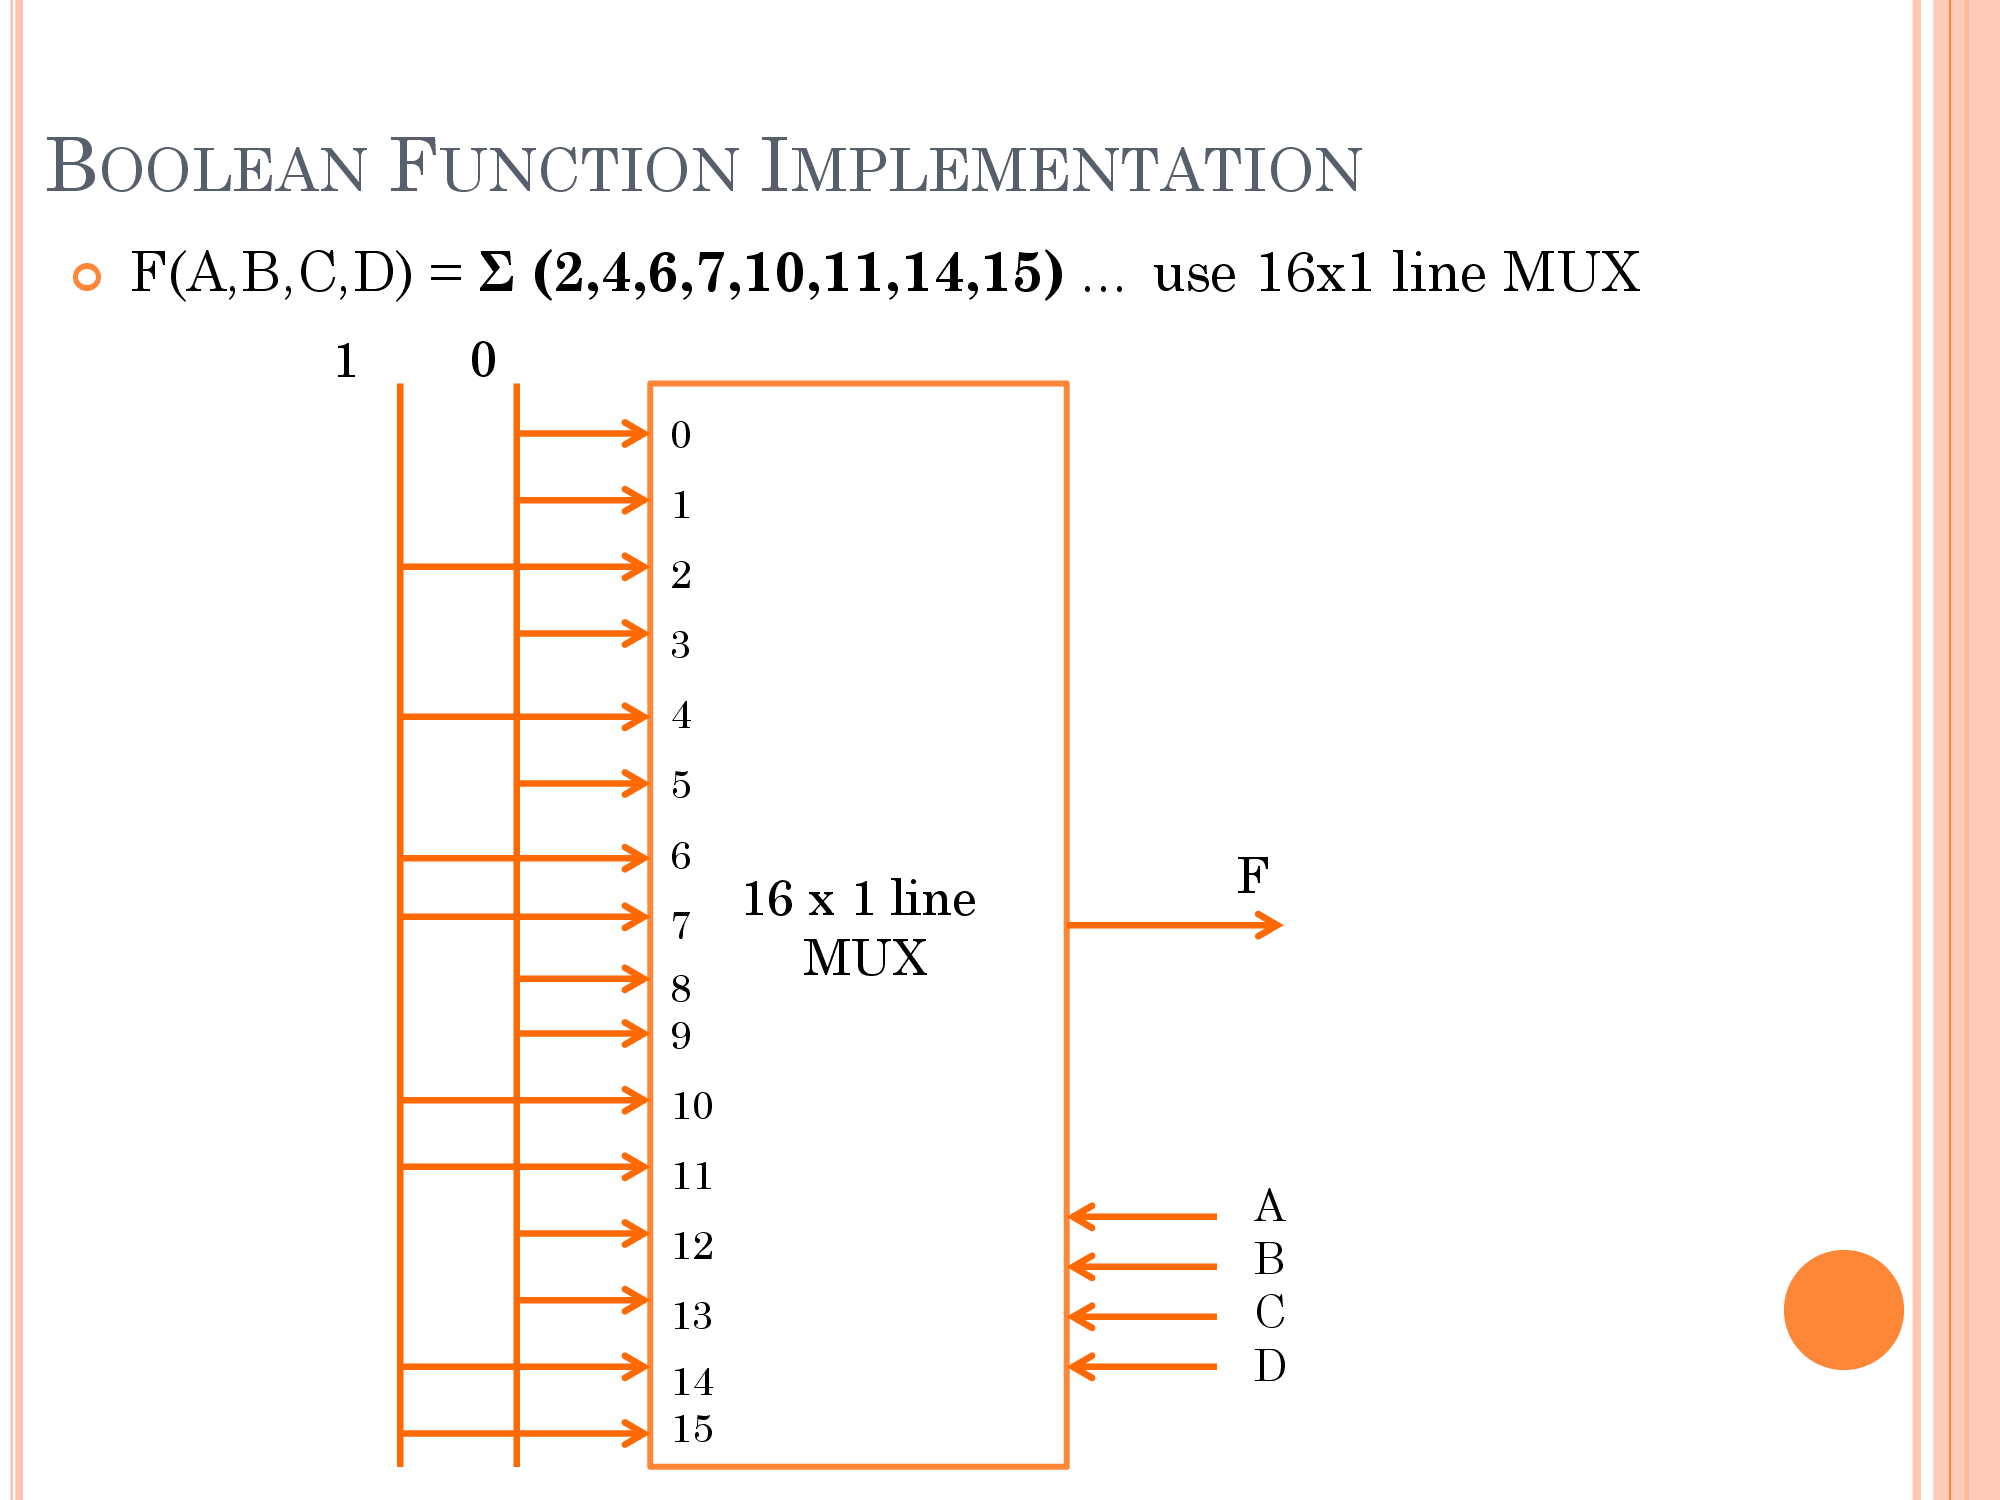 BOOLEAN FUNCTION IMPLEMENTATION
F(A,B,C,D) = Σ (2,4,6,7,10,11,14,15) ... use 16x1 line MUX
1 0
0
1
2
3
4
5
6
7
8
9
10
11
12
13
14
15
16 x 1 line
MUX
F
A
B
C
D